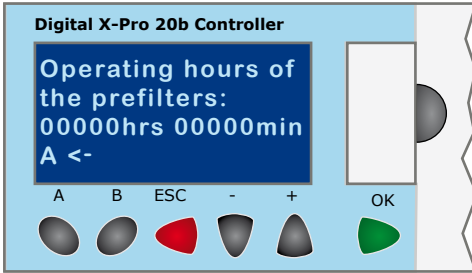 Digital X-Pro 20b Controller
Operating hours of
the prefilters:
00000hrs 00000min
A <-
A B ESC - + OK